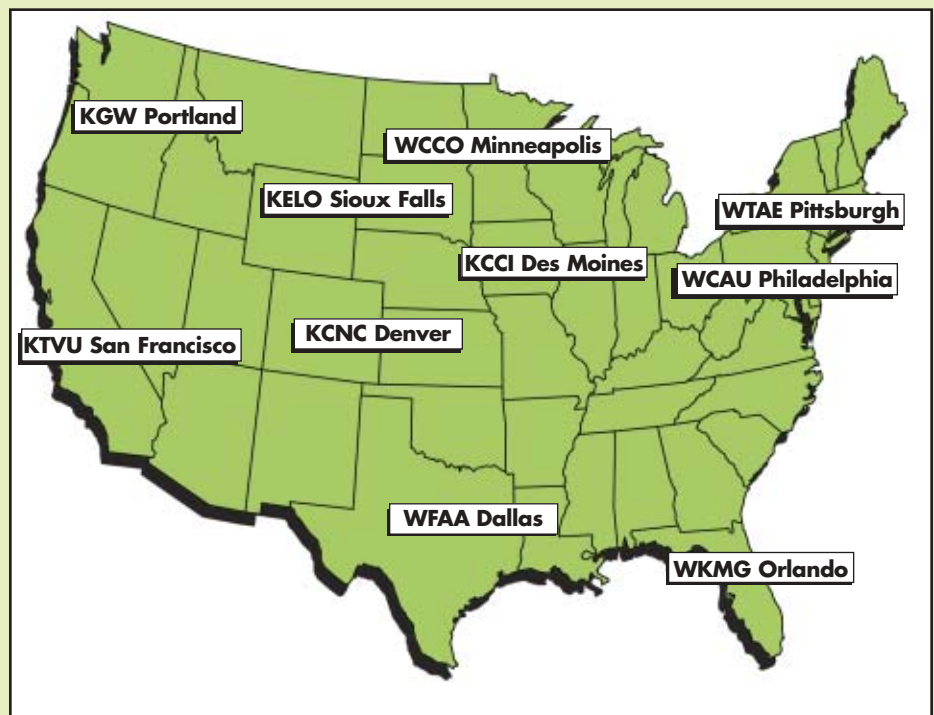 KGW Portland
WCCO Minneapolis
KELO Sioux Falls
WTAE Pittsburgh
KCCI Des Moines
WCAU Philadelphia
KCNC Denver
KTVU San Francisco
WFAA Dallas
WKMG Orlando